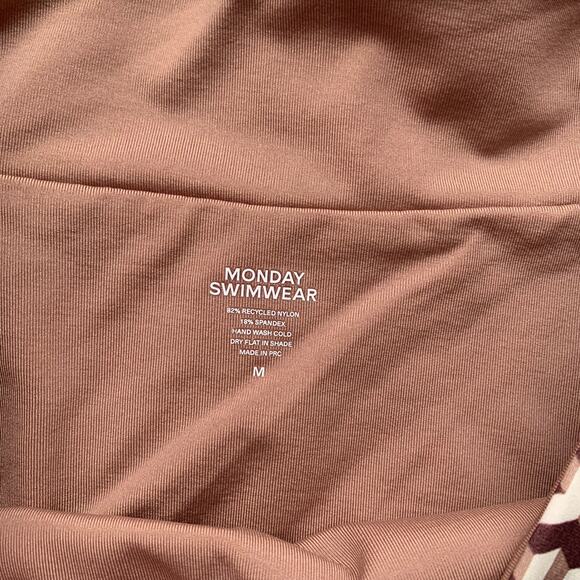 MONDAY
SWIMWEAR
82% RECYCLED NYLON
18% SPANDEX
HAND WASH COLD
DRY FLAT IN SHADE
MADE IN PRC
M